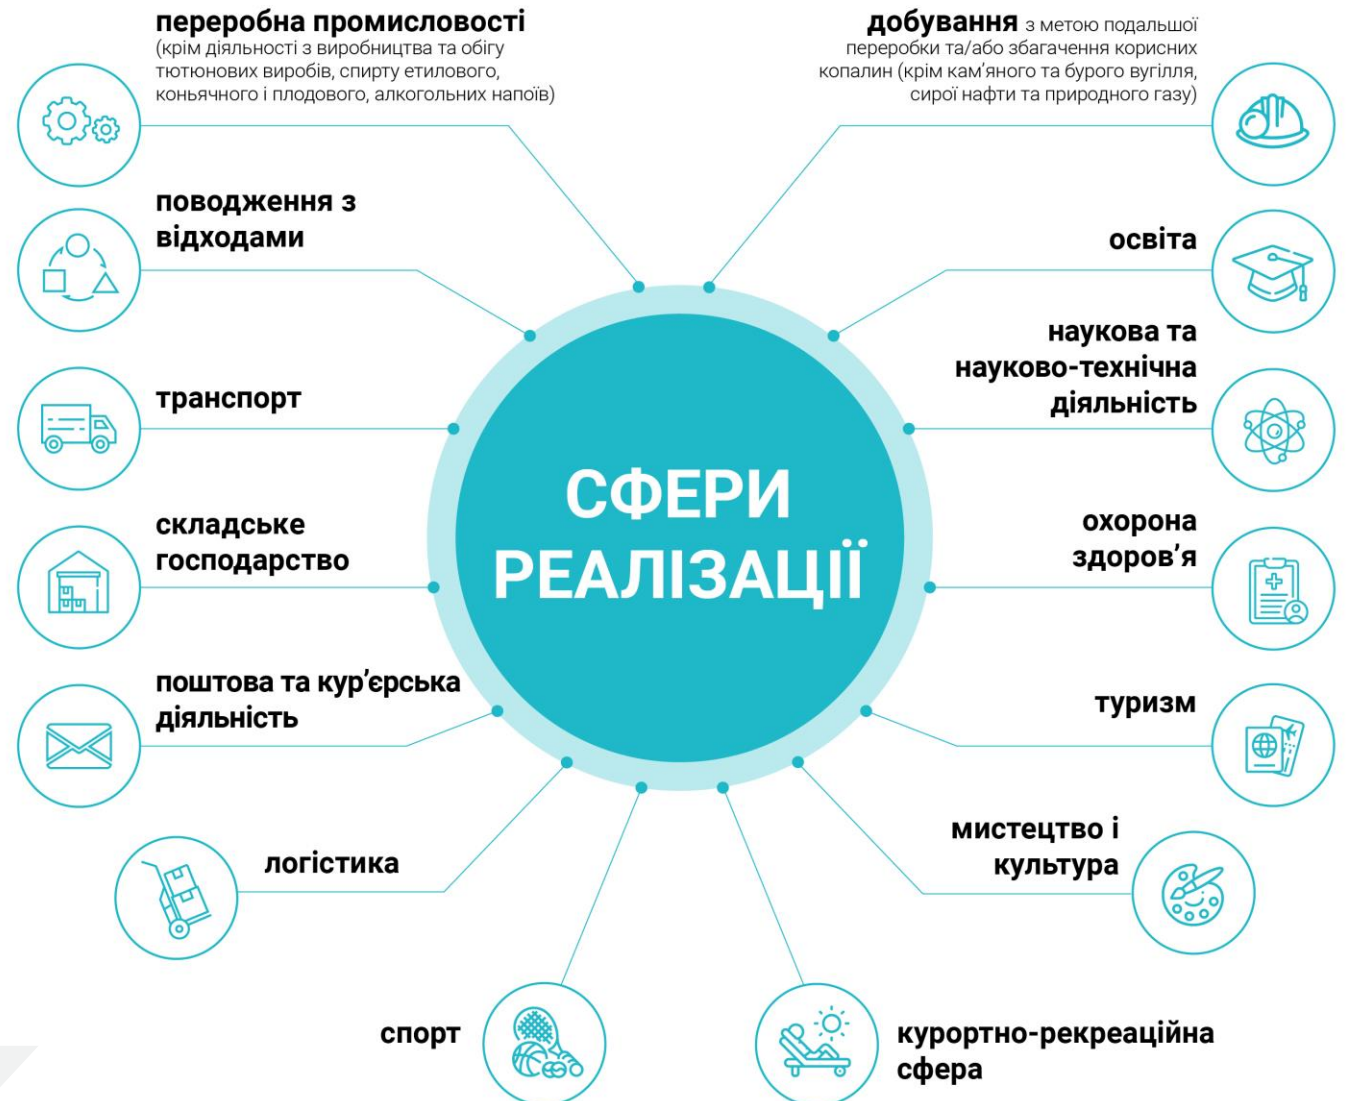 переробна промисловості
(крім діяльності з виробництва та обігу
тютюнових виробів, спирту етилового,
коньячного і плодового, алкогольних напоїв)
поводження з
відходами
транспорт
складське
господарство
поштова та кур’єрська
діяльність
логістика
спорт
СФЕРИ
РЕАЛІЗАЦІЇ
добування з метою подальшої
переробки та/або збагачення корисних
копалин (крім кам’яного та бурого вугілля,
сирої нафти та природного газу)
освіта
наукова та
науково-технічна
діяльність
охорона
здоров’я
туризм
мистецтво і
культура
курортно-рекреаційна
сфера